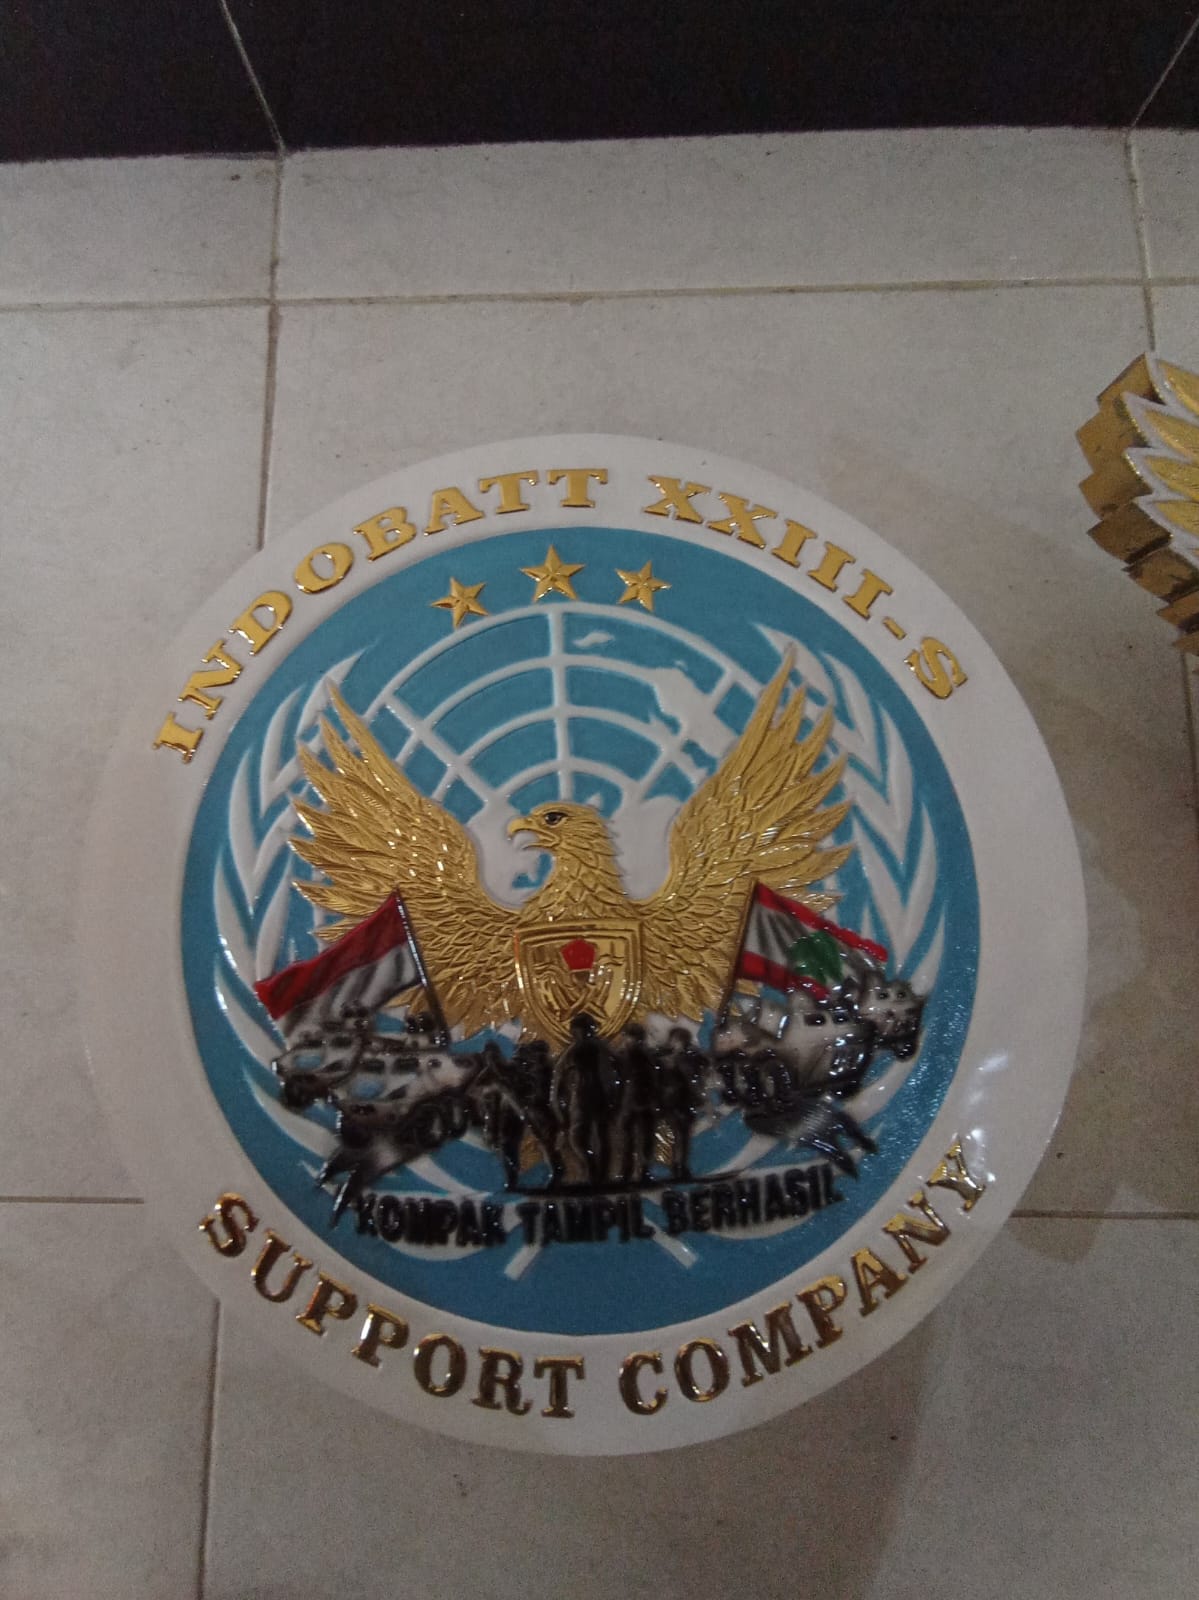 INDOBATT XXIII-S
KOMPAK TAMPIL BERHASIL
SUPPORT COMPANY